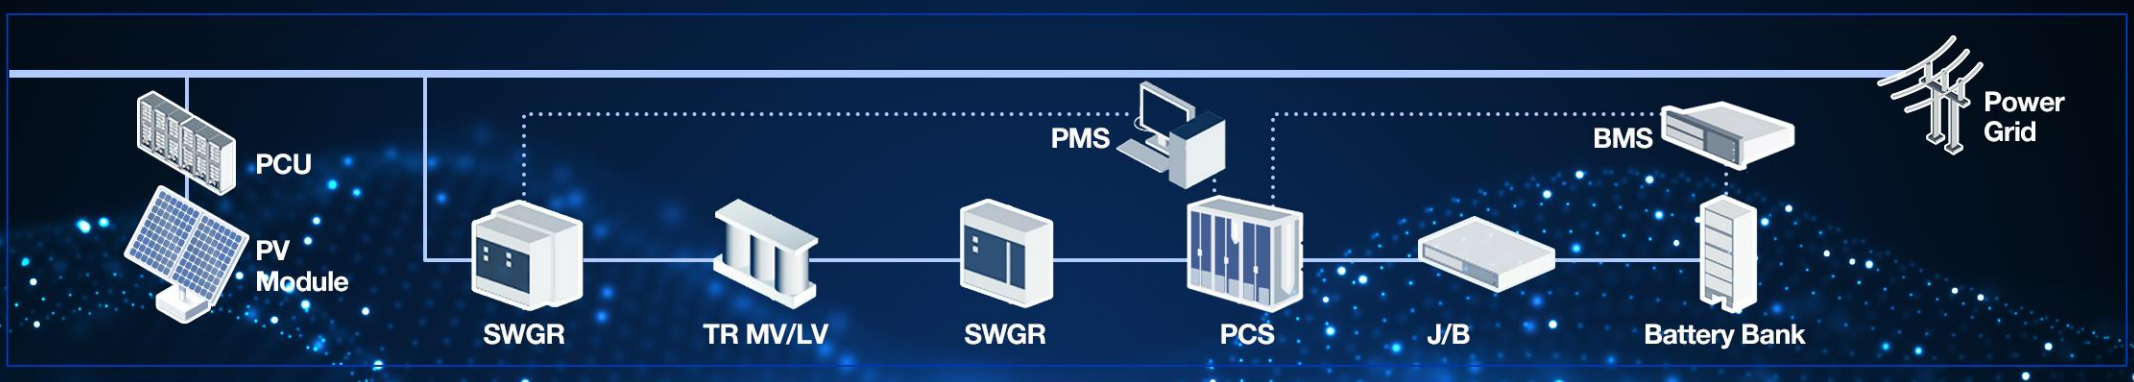 PCU
PV
Module
SWGR
TR MV/LV
SWGR
PMS
PCS
J/B
BMS
Battery Bank
Power
Grid